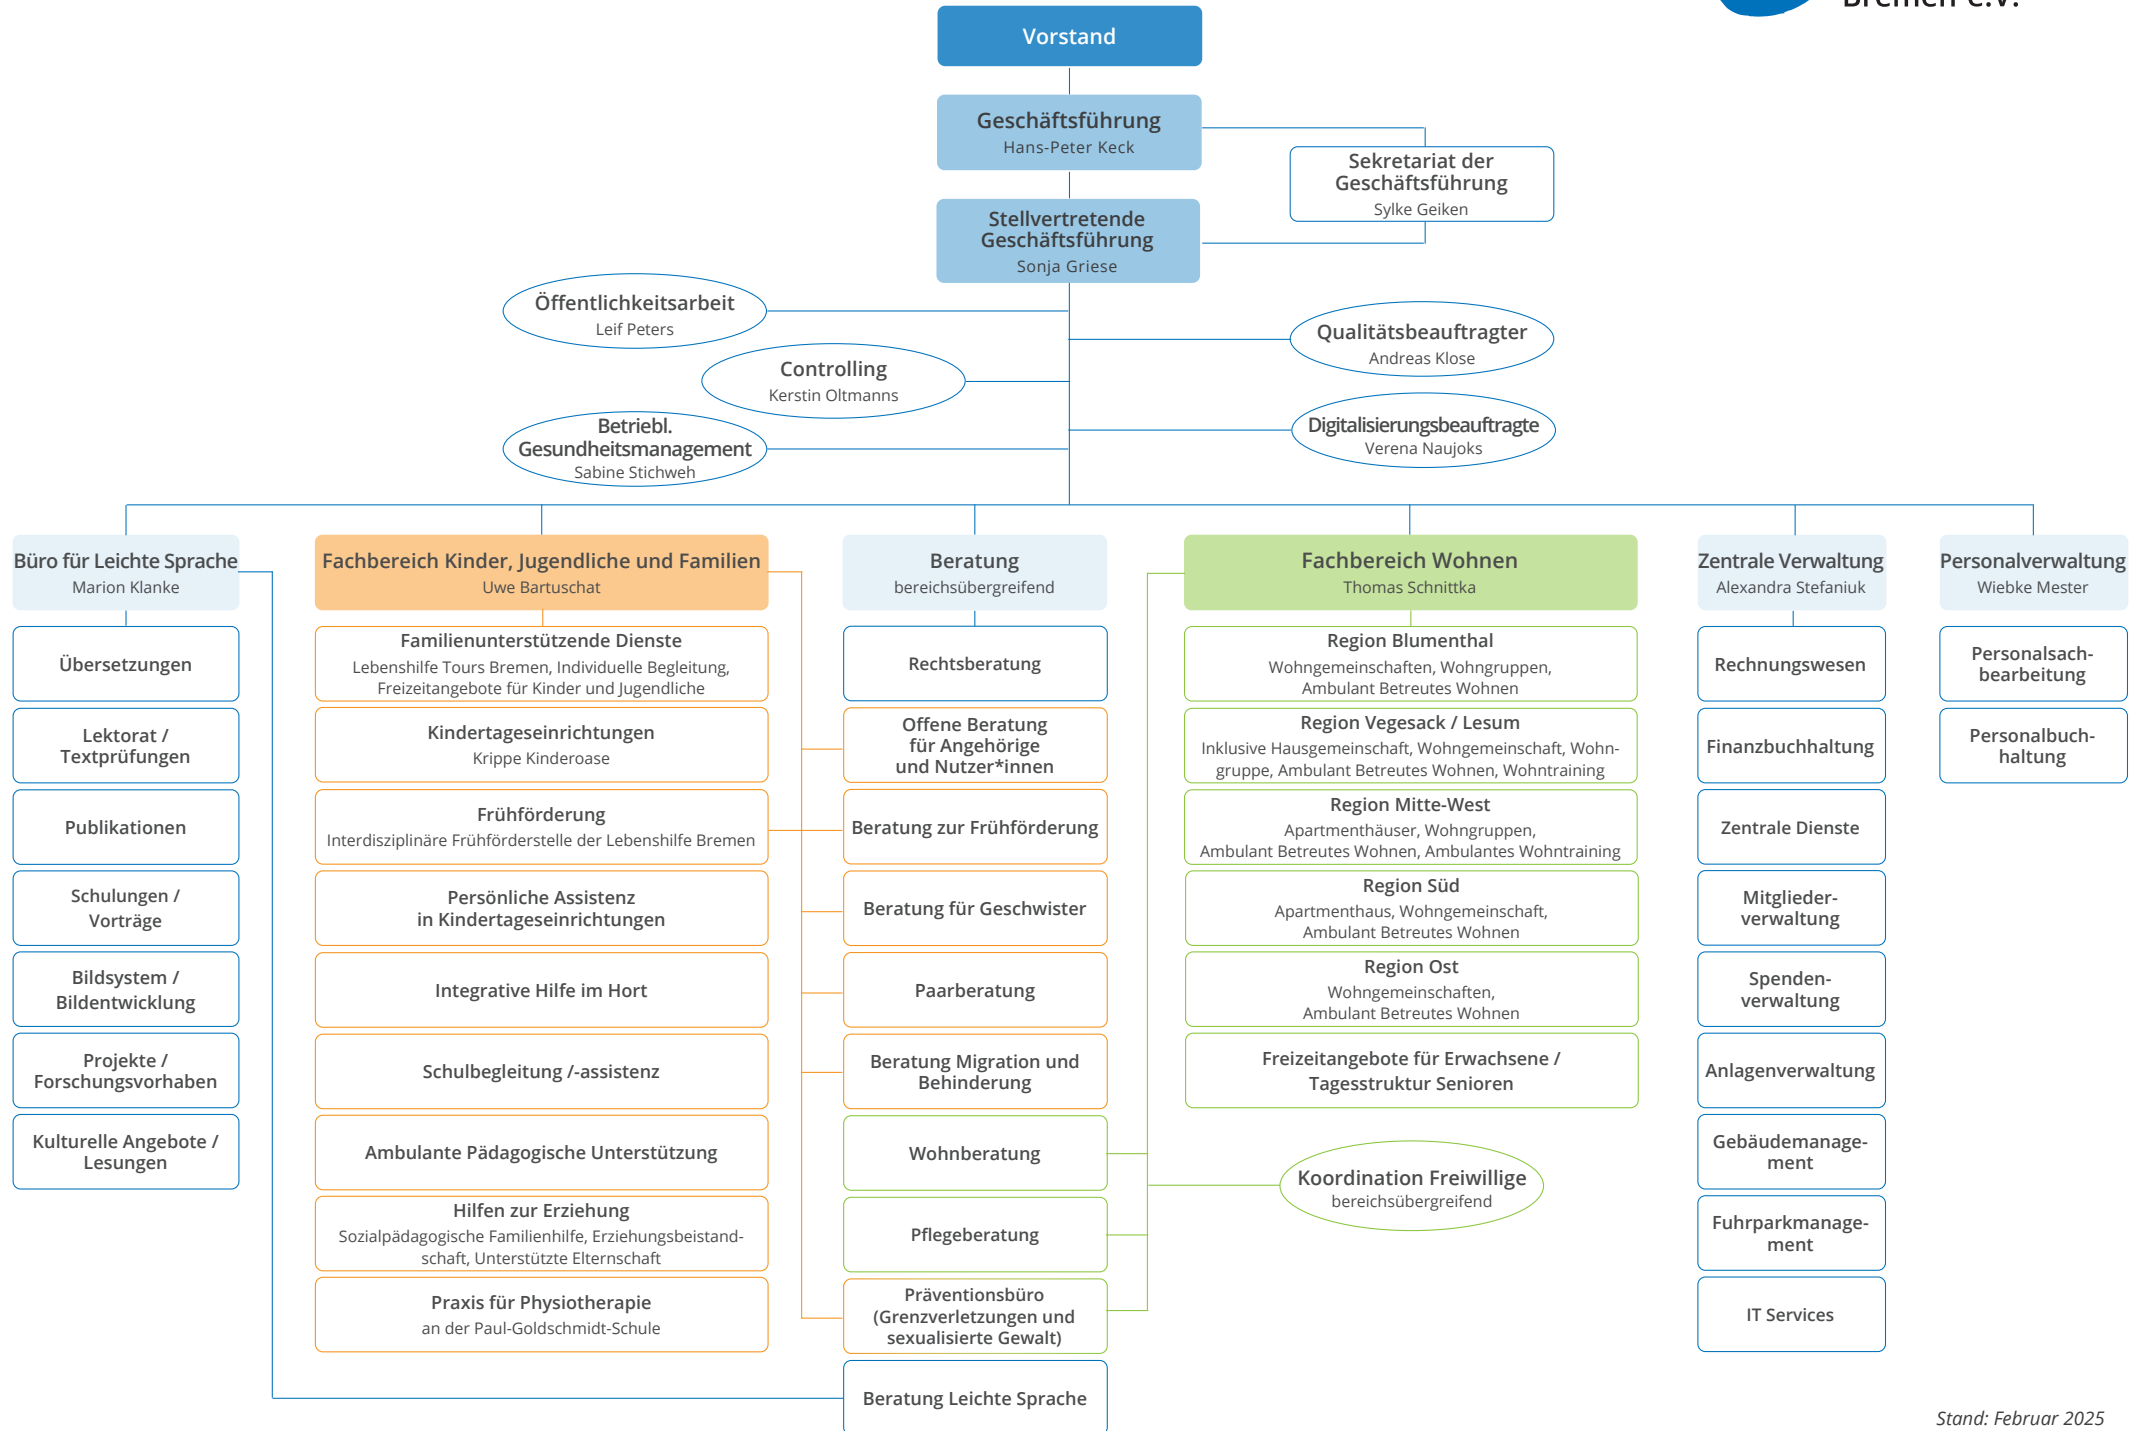 Bremen e.V.
Vorstand
Geschäftsführung
Hans-Peter Keck
Sekretariat der
Geschäftsführung
Sylke Geiken
Stellvertretende
Geschäftsführung
Sonja Griese
Öffentlichkeitsarbeit
Leif Peters
Qualitätsbeauftragter
Andreas Klose
Controlling
Kerstin Oltmanns
Betriebl.
Gesundheitsmanagement
Sabine Stichweh
Digitalisierungsbeauftragte
Verena Naujoks
Büro für Leichte Sprache
Marion Klanke
Übersetzungen
Lektorat /
Textprüfungen
Publikationen
Schulungen /
Vorträge
Bildsystem /
Bildentwicklung
Projekte /
Forschungsvorhaben
Kulturelle Angebote /
Lesungen
Fachbereich Kinder, Jugendliche und Familien
Uwe Bartuschat
Familienunterstützende Dienste
Lebenshilfe Tours Bremen, Individuelle Begleitung,
Freizeitangebote für Kinder und Jugendliche
Kindertageseinrichtungen
Krippe Kinderoase
Frühförderung
Interdisziplinäre Frühförderstelle der Lebenshilfe Bremen
Persönliche Assistenz
in Kindertageseinrichtungen
Integrative Hilfe im Hort
Schulbegleitung /-assistenz
Ambulante Pädagogische Unterstützung
Hilfen zur Erziehung
Sozialpädagogische Familienhilfe, Erziehungsbeistand-
schaft, Unterstützte Elternschaft
Praxis für Physiotherapie
an der Paul-Goldschmidt-Schule
Beratung
bereichsübergreifend
Rechtsberatung
Offene Beratung
für Angehörige
und Nutzer*innen
Beratung zur Frühförderung
Beratung für Geschwister
Paarberatung
Beratung Migration und
Behinderung
Wohnberatung
Pflegeberatung
Präventionsbüro
(Grenzverletzungen und
sexualisierte Gewalt)
Beratung Leichte Sprache
Fachbereich Wohnen
Thomas Schnittka
Region Blumenthal
Wohngemeinschaften, Wohngruppen,
Ambulant Betreutes Wohnen
Region Vegesack / Lesum
Inklusive Hausgemeinschaft, Wohngemeinschaft, Wohn-
gruppe, Ambulant Betreutes Wohnen, Wohntraining
Region Mitte-West
Apartmenthäuser, Wohngruppen,
Ambulant Betreutes Wohnen, Ambulantes Wohntraining
Region Süd
Apartmenthaus, Wohngemeinschaft,
Ambulant Betreutes Wohnen
Region Ost
Wohngemeinschaften,
Ambulant Betreutes Wohnen
Freizeitangebote für Erwachsene /
Tagesstruktur Senioren
Koordination Freiwillige
bereichsübergreifend
Zentrale Verwaltung
Alexandra Stefaniuk
Rechnungswesen
Finanzbuchhaltung
Zentrale Dienste
Mitglieder-
verwaltung
Spenden-
verwaltung
Anlagenverwaltung
Gebäudemanage-
ment
Fuhrparkmanage-
ment
IT Services
Personalverwaltung
Wiebke Mester
Personalsach-
bearbeitung
Personalbuch-
haltung
Stand: Februar 2025